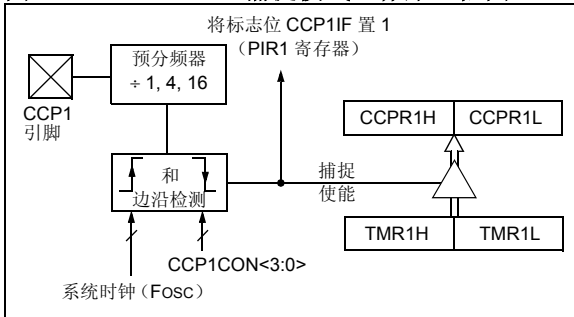 将标志位 CCP1IF 置 1
（PIR1 寄存器）
预分频器
÷ 1, 4, 16
CCP1
引脚
CCPR1H
CCPR1L
和
边沿检测
捕捉
使能
TMR1H
TMR1L
CCP1CON<3:0>
系统时钟（FOSC）